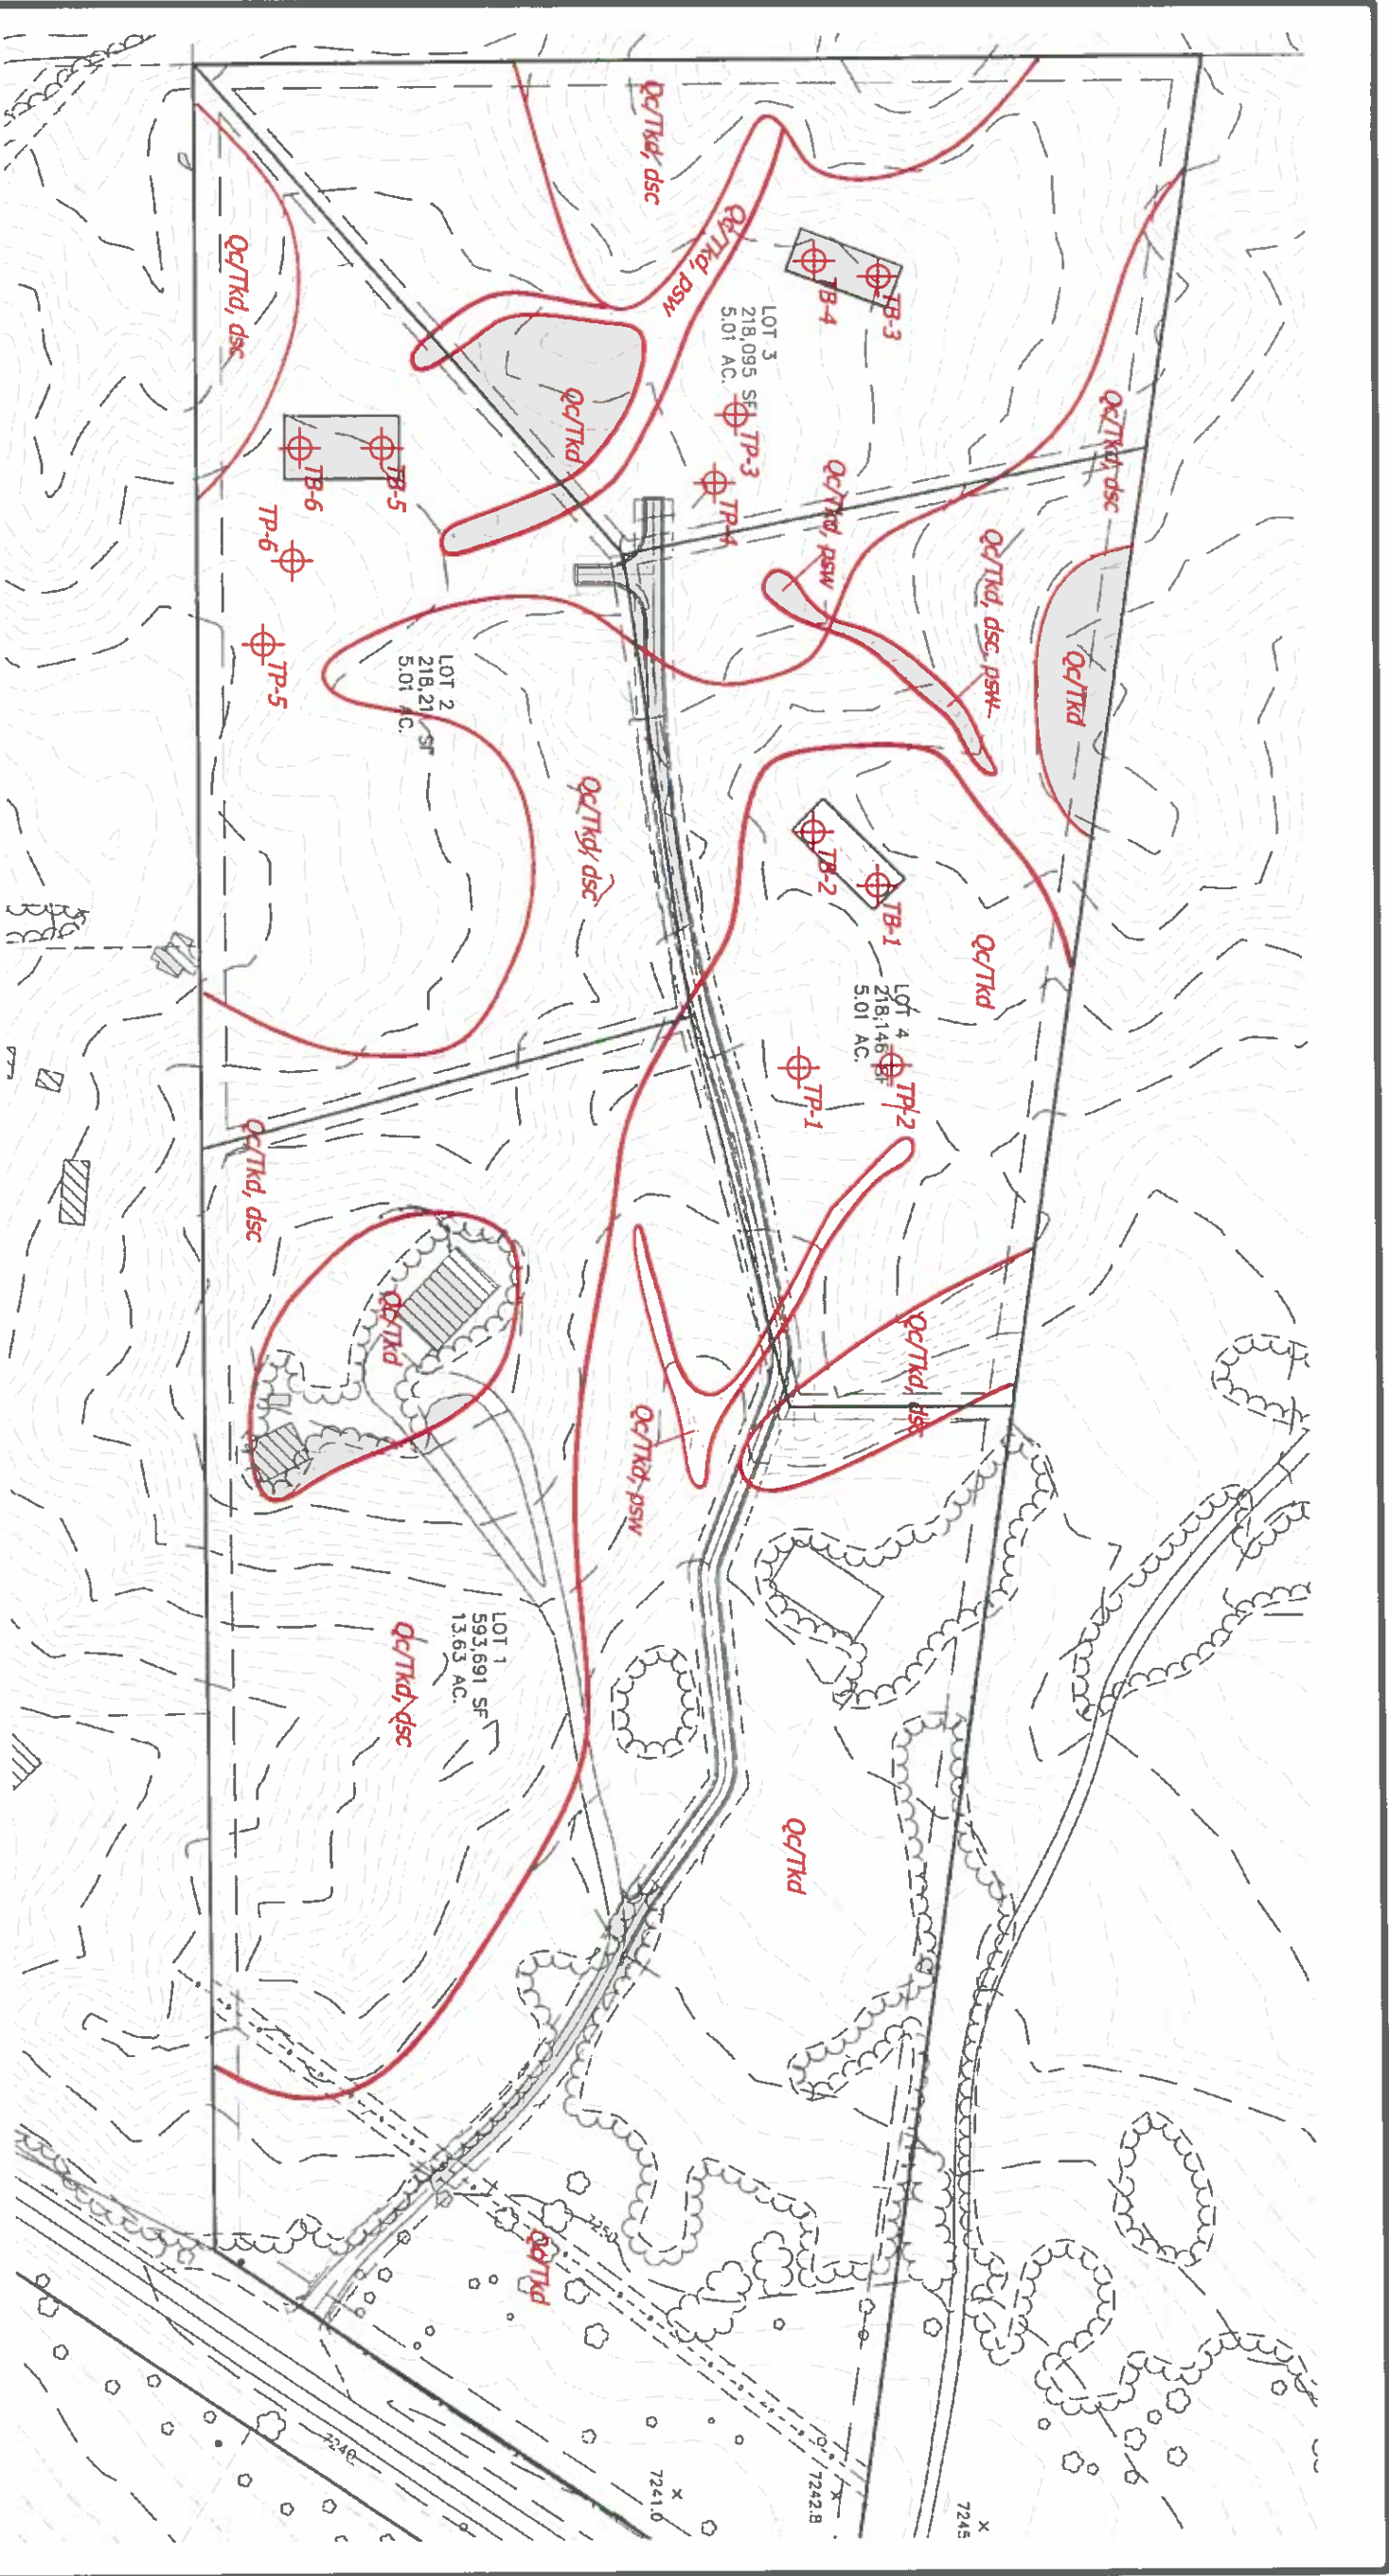 Qc/Tkd, dsc
Qc/Tkd, psw
TB-3
TB-4
LOT 3
218,095 SF
5.01 AC.
TP-3
TP-4
Qc/Tkd
Qc/Tkd, dsc
TB-5
TB-6
TP-6
TP-5
Qc/Tkd, dsc
Qc/Tkd, psw
Qc/Tkd, dsc, psw
Qc/Tkd
LOT 2
5.01 AC.
Qc/Tkd, dsc
TB-2
TB-1
Qc/Tkd
LOT 4
218,146 SF
5.01 AC.
TP-2
TP-1
Qc/Tkd, dsc
Qc/Tkd
Qc/Tkd, dsc
Qc/Tkd, psw
LOT 1
593,691 SF
13.63 AC.
Qc/Tkd, dsc
Qc/Tkd
7250
Qc/Tkd
7240
x
7241.0
x
7242.8
x
7245